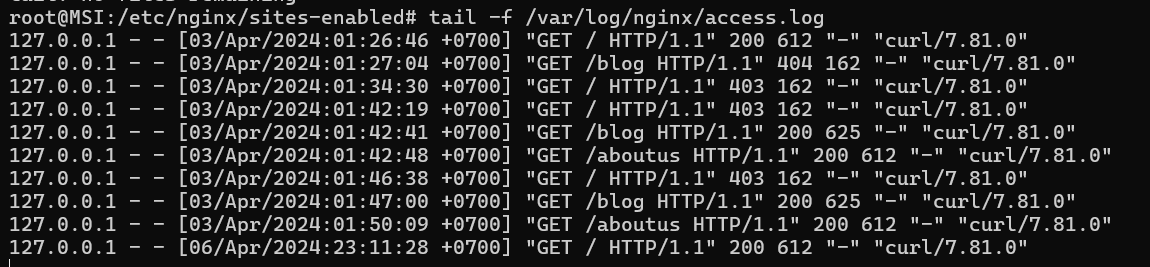 root@MSI:/etc/nginx/sites-enabled# tail -f /var/log/nginx/access.log
127.0.0.1 - - [03/Apr/2024:01:26:46 +0700] "GET / HTTP/1.1" 200 612 "-" "curl/7.81.0"
127.0.0.1 - - [03/Apr/2024:01:27:04 +0700] "GET /blog HTTP/1.1" 404 162 "-" "curl/7.81.0"
127.0.0.1 - - [03/Apr/2024:01:34:30 +0700] "GET / HTTP/1.1" 403 162 "-" "curl/7.81.0"
127.0.0.1 - - [03/Apr/2024:01:42:19 +0700] "GET / HTTP/1.1" 403 162 "-" "curl/7.81.0"
127.0.0.1 - - [03/Apr/2024:01:42:41 +0700] "GET /blog HTTP/1.1" 200 625 "-" "curl/7.81.0"
127.0.0.1 - - [03/Apr/2024:01:42:48 +0700] "GET /aboutus HTTP/1.1" 200 612 "-" "curl/7.81.0"
127.0.0.1 - - [03/Apr/2024:01:46:38 +0700] "GET / HTTP/1.1" 403 162 "-" "curl/7.81.0"
127.0.0.1 - - [03/Apr/2024:01:47:00 +0700] "GET /blog HTTP/1.1" 200 625 "-" "curl/7.81.0"
127.0.0.1 - - [03/Apr/2024:01:50:09 +0700] "GET /aboutus HTTP/1.1" 200 612 "-" "curl/7.81.0"
127.0.0.1 - - [06/Apr/2024:23:11:28 +0700] "GET / HTTP/1.1" 200 612 "-" "curl/7.81.0"